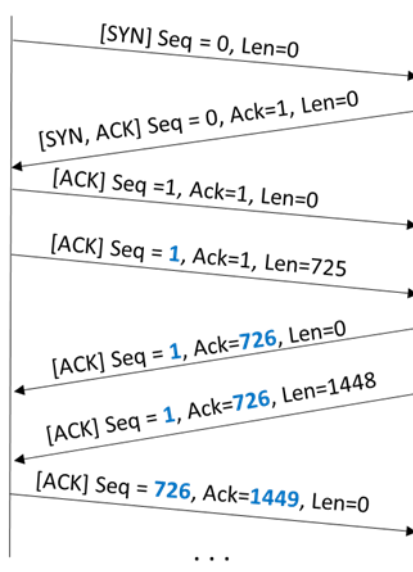 [SYN] Seq = 0, Len=0
[SYN, ACK] Seq = 0, Ack=1, Len=0
[ACK] Seq =1, Ack=1, Len=0
[ACK] Seq = 1, Ack=1, Len=725
[ACK] Seq = 1, Ack=726, Len=0
[ACK] Seq = 1, Ack=726, Len=1448
[ACK] Seq = 726, Ack=1449, Len=0
. . .